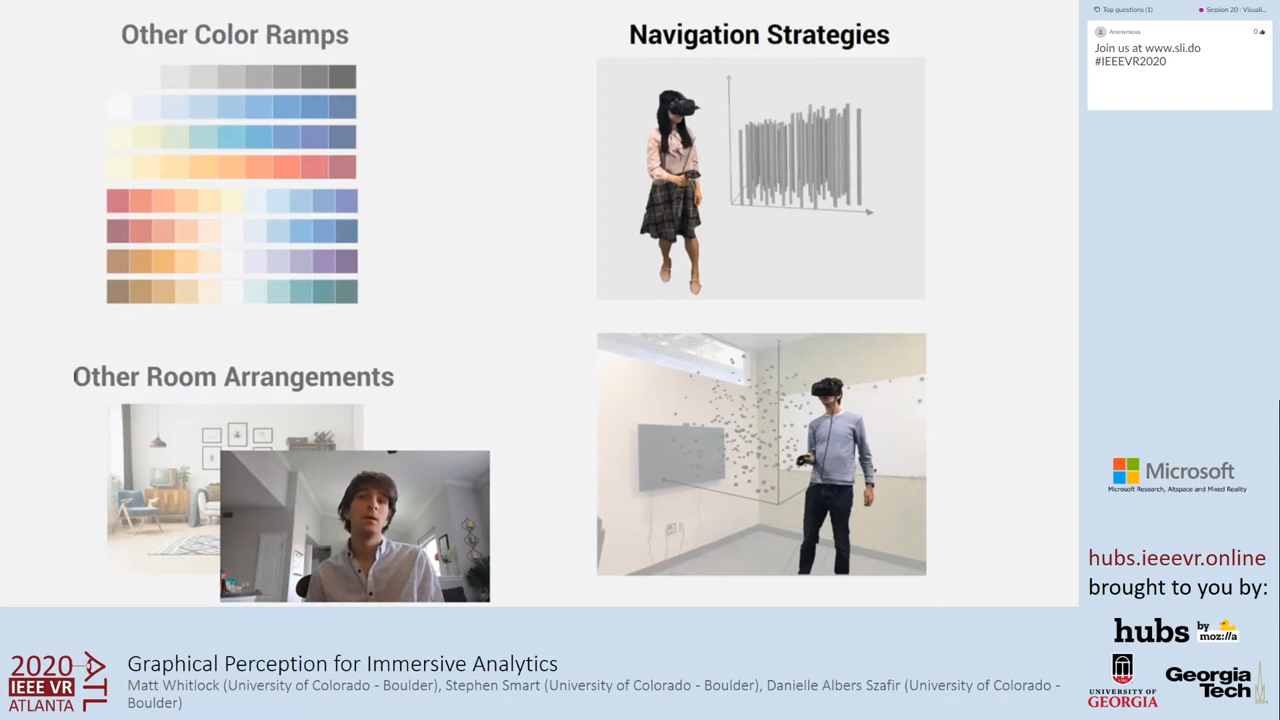 Other Color Ramps
Navigation Strategies
Other Room Arrangements
Top questions (1)
Session 20 : Visuali...
Anonymous
0
Join us at www.sli.do
#IEEEVR2020
Microsoft
Microsoft Research, Altspace and Mixed Reality
hubs.ieeevr.online
brought to you by:
hubs by moz://a
UNIVERSITY OF
GEORGIA
Georgia
Tech
2020
IEEE VR
ATLANTA
ATL
Graphical Perception for Immersive Analytics
Matt Whitlock (University of Colorado - Boulder), Stephen Smart (University of Colorado - Boulder), Danielle Albers Szafir (University of Colorado -
Boulder)